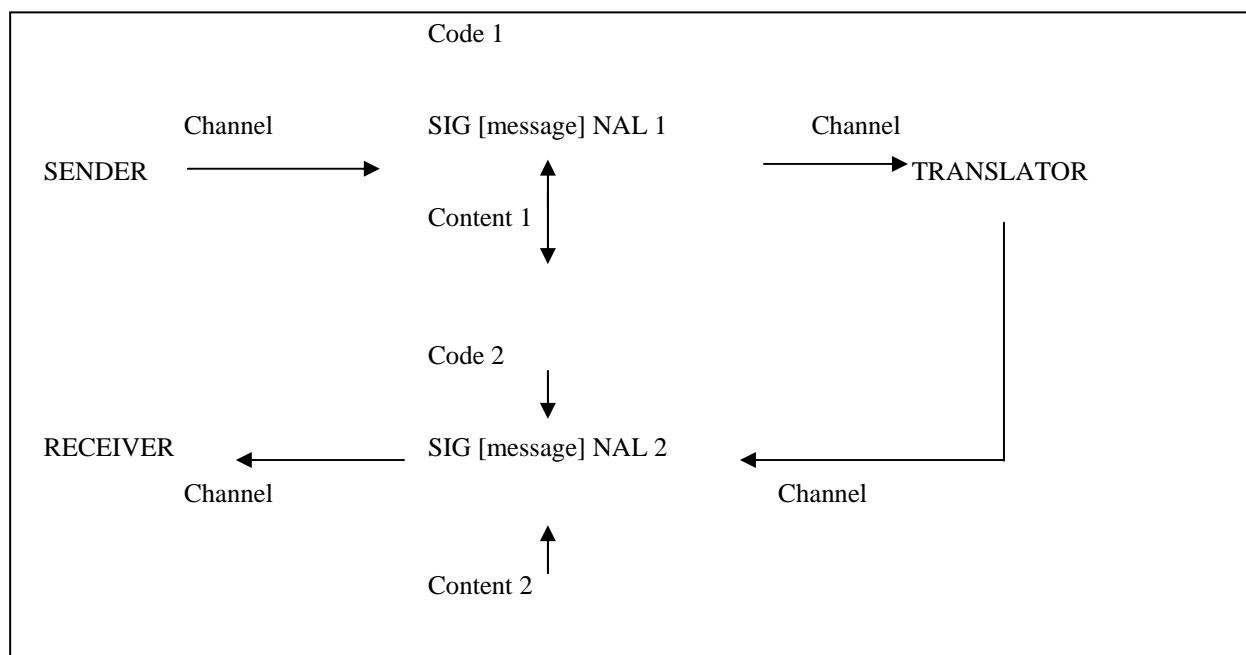 Code 1
Channel SIG [message] NAL 1 Channel
SENDER TRANSLATOR
Content 1
Code 2
RECEIVER SIG [message] NAL 2
Channel Channel
Content 2